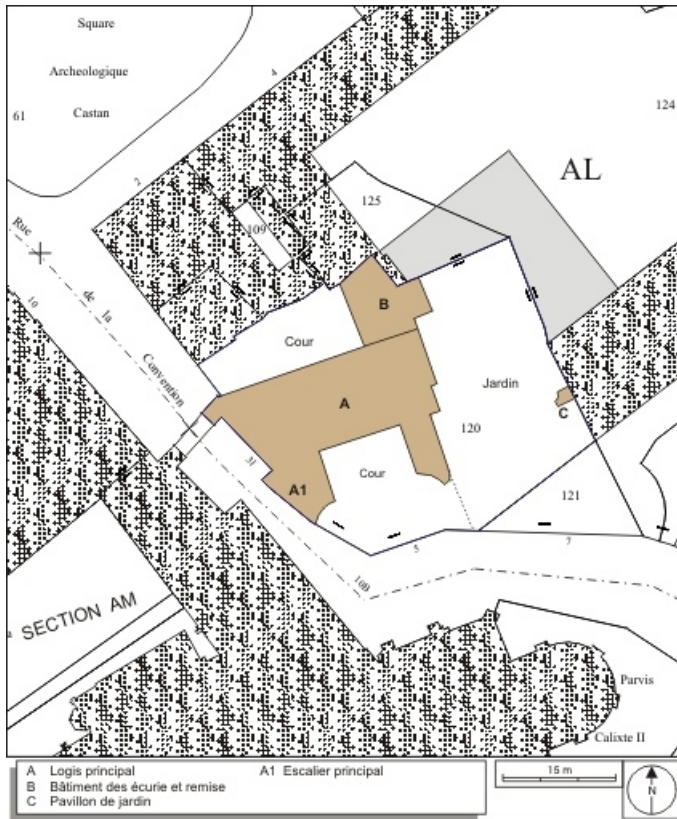 Square
Archeologique
Castan
61
4
124
2
AL
125
109
Rue
de la
Convention
10
B
Cour
A
Jardin
C
120
31
A1
Cour
121
5
7
10B
SECTION AM
Parvis
Calixte II
A Logis principal
A1 Escalier principal
B Bâtiment des écurie et remise
C Pavillon de jardin
15 m
N